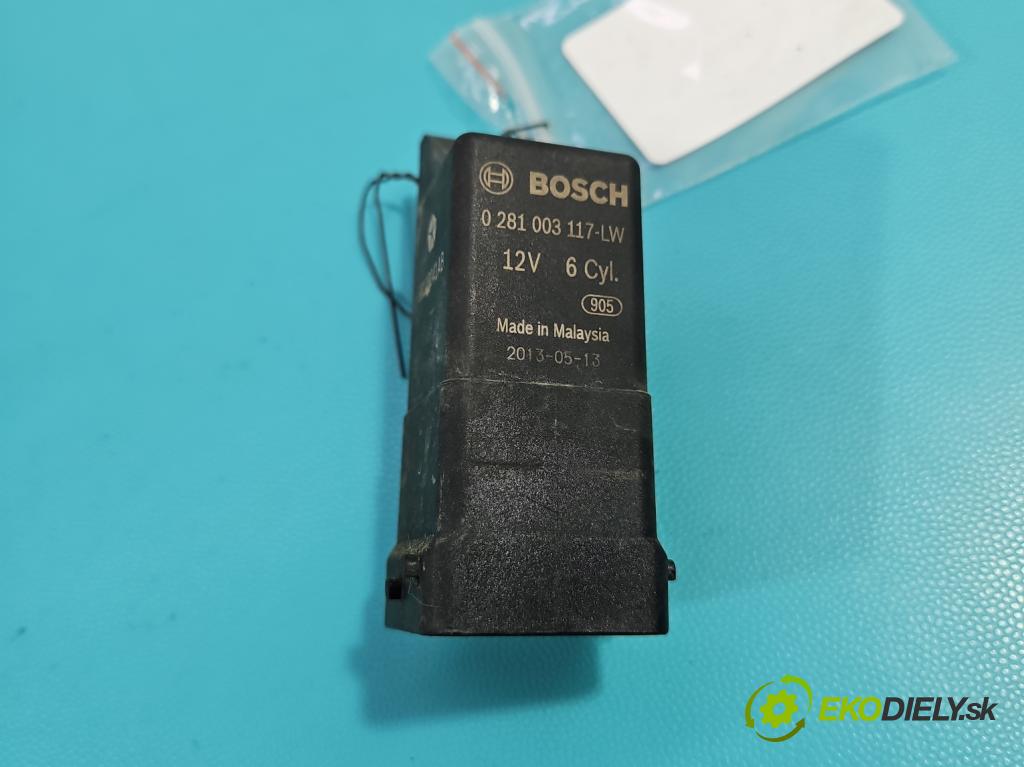 BOSCH
0 281 003 117-LW
12V 6 Cyl.
905
Made in Malaysia
2013-05-13
EKODIELY.sk